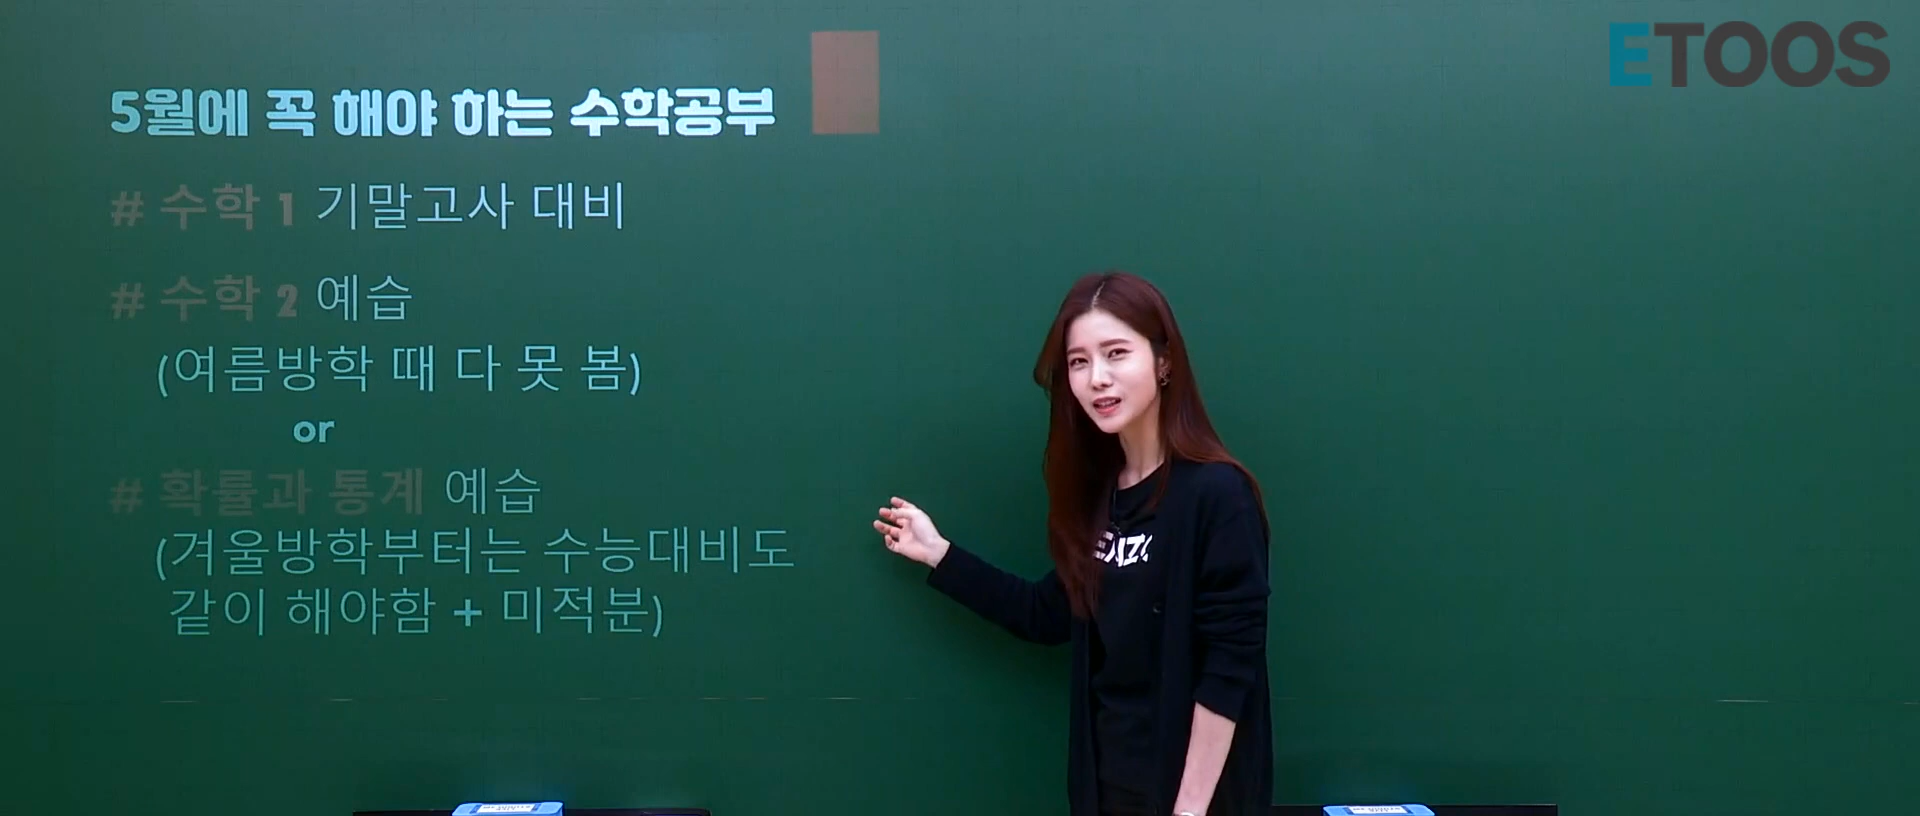 ETOOS
5월에 꼭 해야 하는 수학공부
# 수학 1 기말고사 대비
# 수학 2 예습
(여름방학 때 다 못 봄)
or
# 확률과 통계 예습
(겨울방학부터는 수능대비도
같이 해야함 + 미적분)